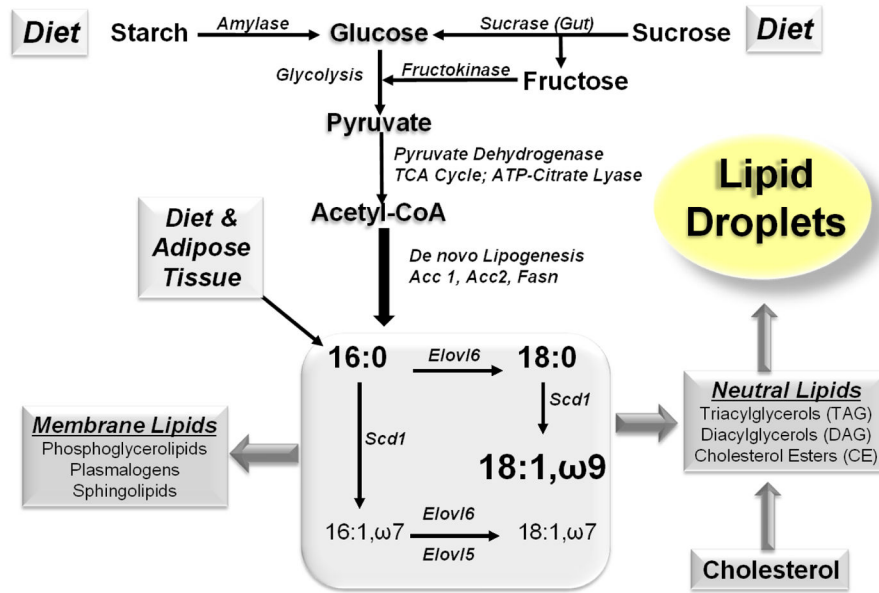 Diet
Starch
Amylase
Glucose
Sucrase (Gut)
Sucrose
Diet
Glycolysis
Fructokinase
Fructose
Pyruvate
Pyruvate Dehydrogenase
TCA Cycle; ATP-Citrate Lyase
Acetyl-CoA
Lipid
Droplets
Diet &
Adipose
Tissue
De novo Lipogenesis
Acc 1, Acc2, Fasn
16:0
Elovl6
18:0
Scd1
Scd1
18:1,ω9
16:1,ω7
Elovl6
Elovl5
18:1,ω7
Membrane Lipids
Phosphoglycerolipids
Plasmalogens
Sphingolipids
Neutral Lipids
Triacylglycerols (TAG)
Diacylglycerols (DAG)
Cholesterol Esters (CE)
Cholesterol